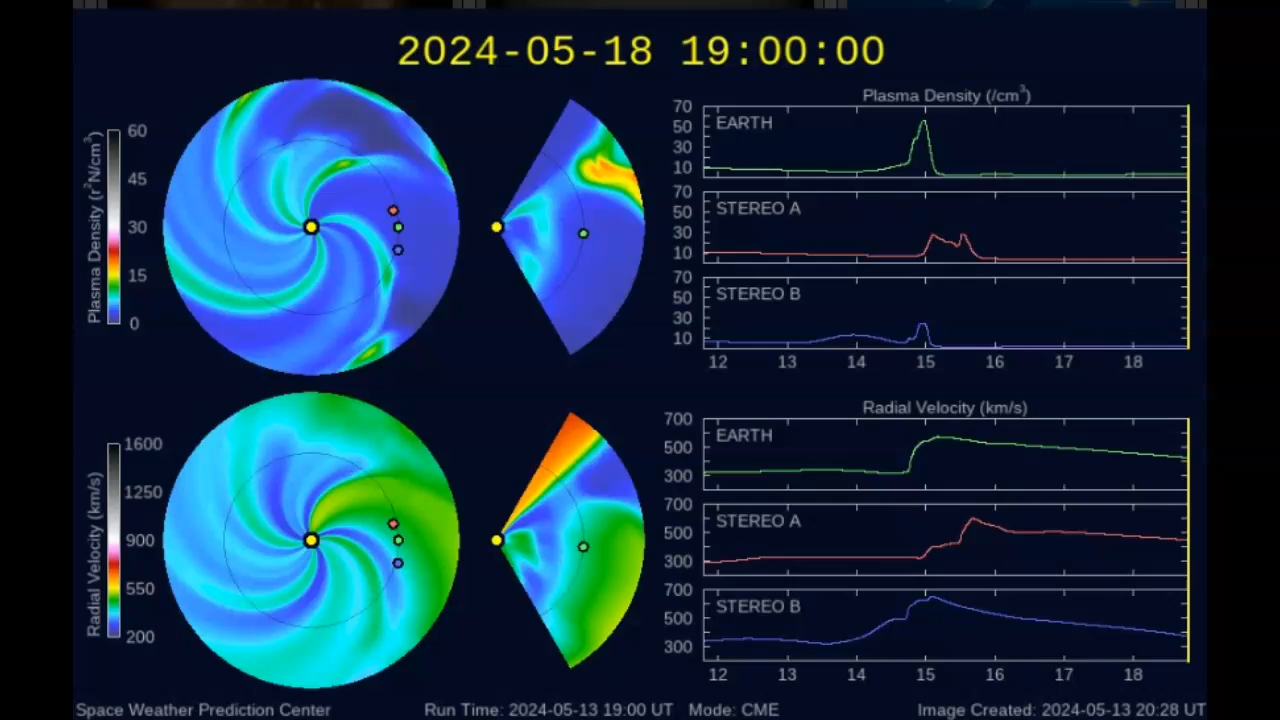 2024-05-18 19:00:00
Plasma Density (r²N/cm³)
60
45
30
15
0
Plasma Density (/cm³)
70
50
30
10
EARTH
70
50
30
10
STEREO A
70
50
30
10
STEREO B
12 13 14 15 16 17 18
Radial Velocity (km/s)
1600
1250
900
550
200
Radial Velocity (km/s)
700
500
300
EARTH
700
500
300
STEREO A
700
500
300
STEREO B
12 13 14 15 16 17 18
Space Weather Prediction Center Run Time: 2024-05-13 19:00 UT Mode: CME Image Created: 2024-05-13 20:28 UT